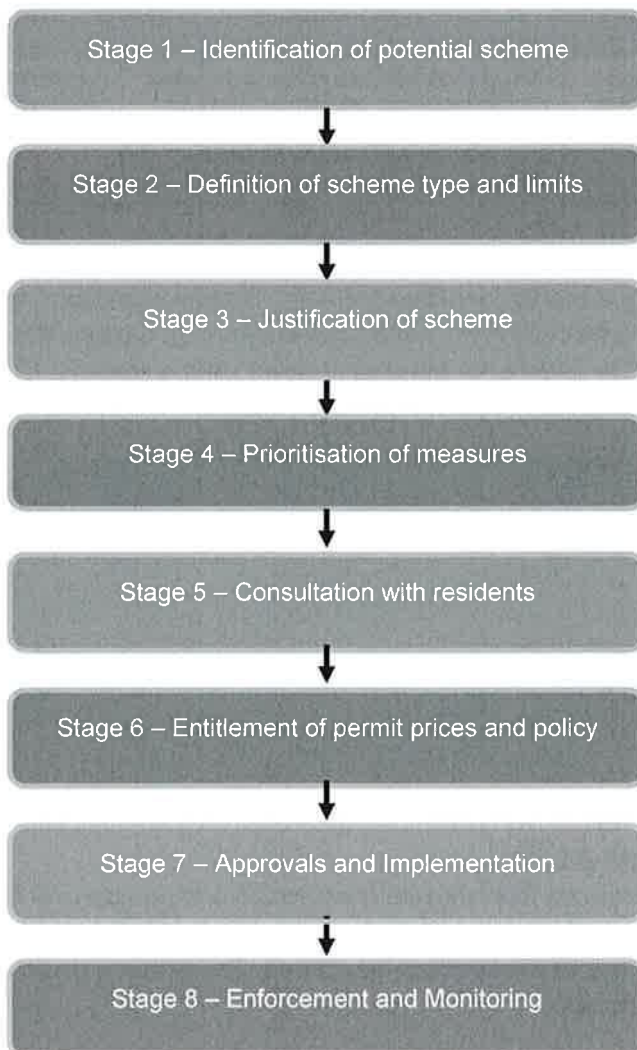 Stage 1 – Identification of potential scheme
Stage 2 – Definition of scheme type and limits
Stage 3 – Justification of scheme
Stage 4 – Prioritisation of measures
Stage 5 – Consultation with residents
Stage 6 – Entitlement of permit prices and policy
Stage 7 – Approvals and Implementation
Stage 8 – Enforcement and Monitoring